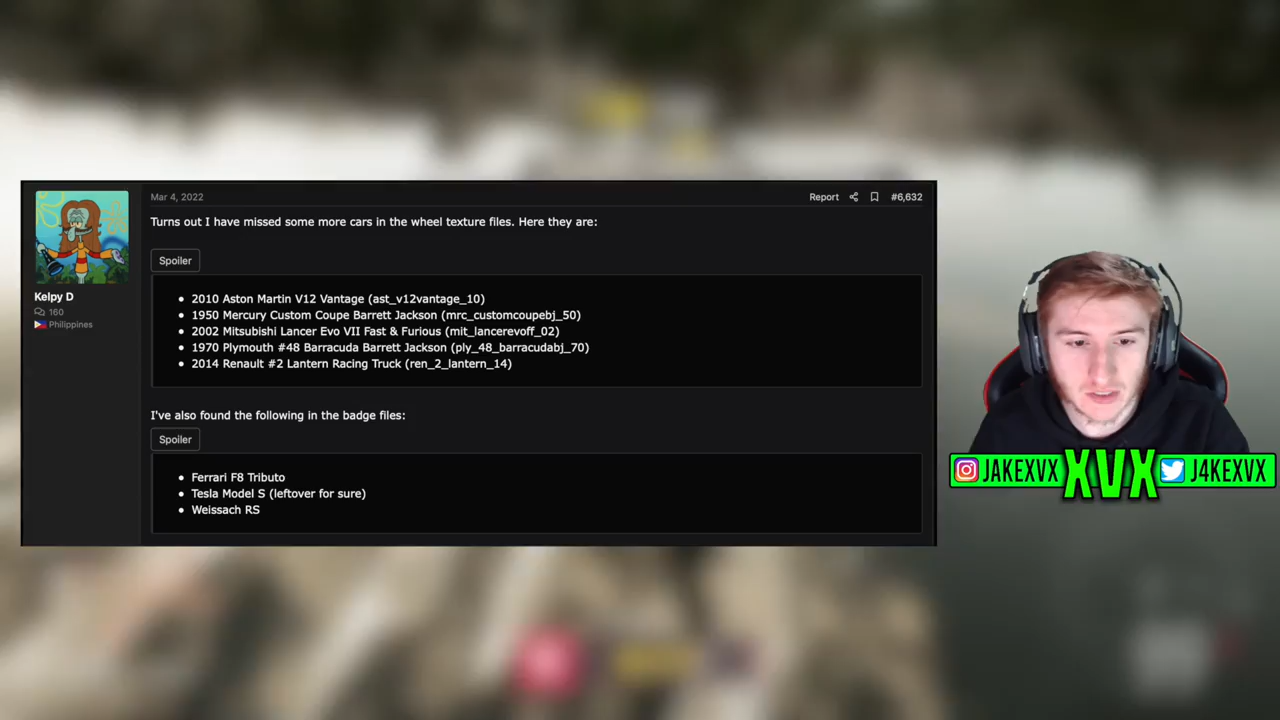 Mar 4, 2022
Report
#6,632
Turns out I have missed some more cars in the wheel texture files. Here they are:
Spoiler
2010 Aston Martin V12 Vantage (ast_v12vantage_10)
1950 Mercury Custom Coupe Barrett Jackson (mrc_customcoupebj_50)
2002 Mitsubishi Lancer Evo VII Fast & Furious (mit_lancerevoff_02)
1970 Plymouth #48 Barracuda Barrett Jackson (ply_48_barracudabj_70)
2014 Renault #2 Lantern Racing Truck (ren_2_lantern_14)
Kelpy D
160
Philippines
I've also found the following in the badge files:
Spoiler
Ferrari F8 Tributo
Tesla Model S (leftover for sure)
Weissach RS
JAKEXVX
XVX
J4KEXVX